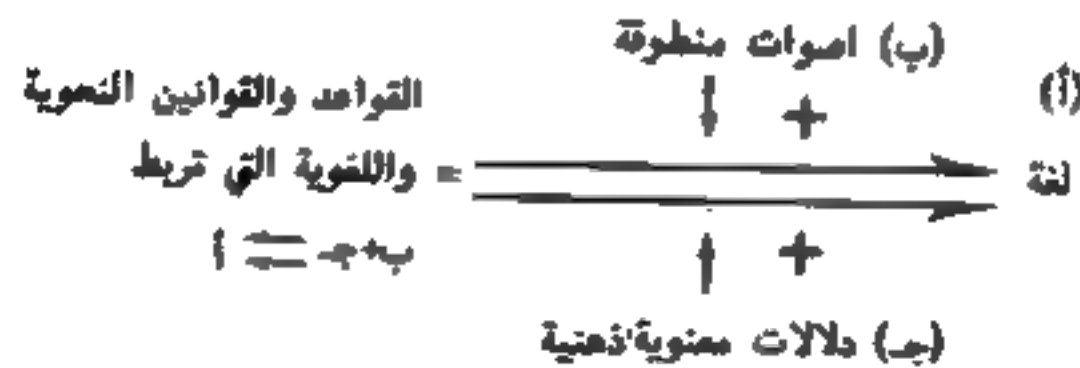 (أ)
لغة
(ب) اصوات منطوقة
+
+
(جـ) دلالات معنوية ذهنية
=
القواعد والقوانين النحوية
واللغوية التي تربط
ب+جـ ⇌ أ